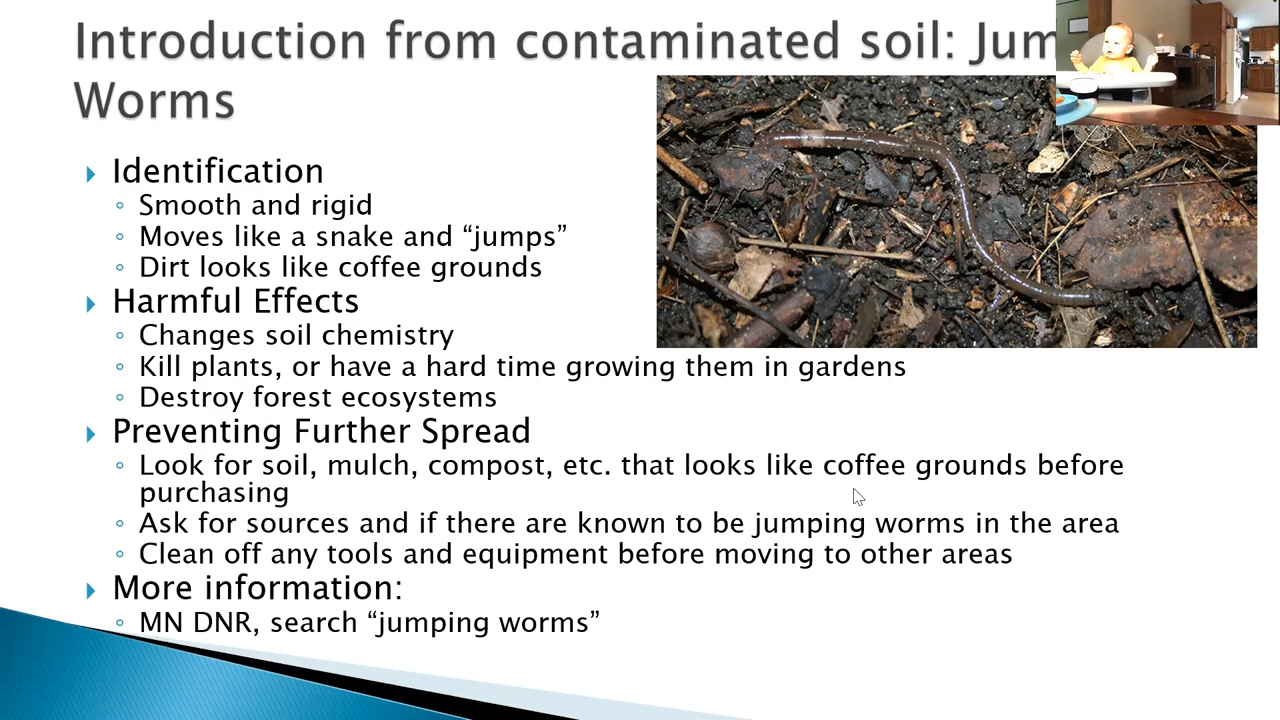 Introduction from contaminated soil: Jum
Worms
Identification
Smooth and rigid
Moves like a snake and “jumps”
Dirt looks like coffee grounds
Harmful Effects
Changes soil chemistry
Kill plants, or have a hard time growing them in gardens
Destroy forest ecosystems
Preventing Further Spread
Look for soil, mulch, compost, etc. that looks like coffee grounds before
purchasing
Ask for sources and if there are known to be jumping worms in the area
Clean off any tools and equipment before moving to other areas
More information:
MN DNR, search “jumping worms”